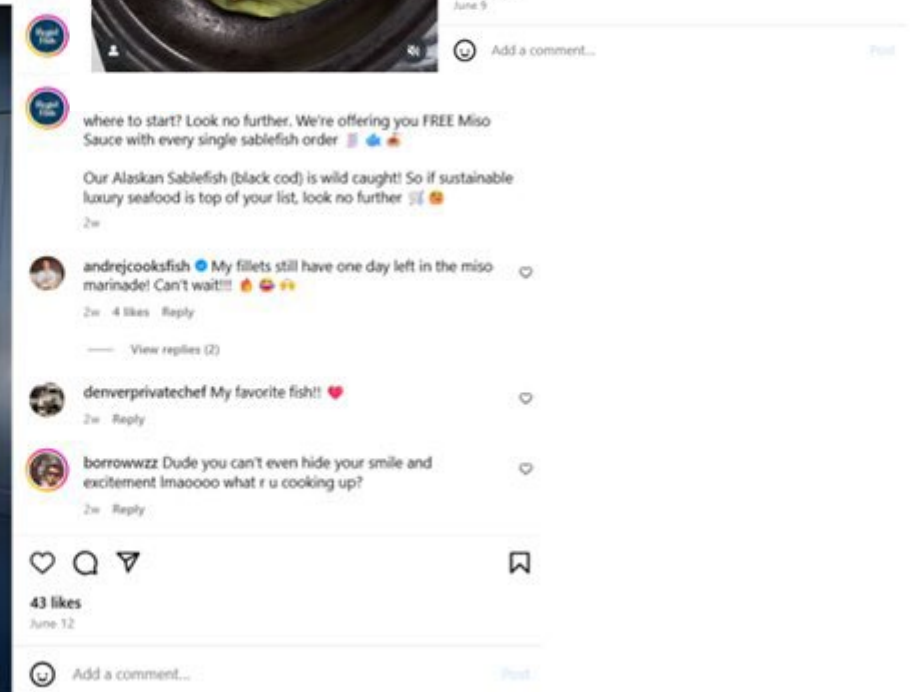 June 9
Add a comment...
Post
where to start? Look no further. We're offering you FREE Miso
Sauce with every single sablefish order 🧂 🐟 🍝
Our Alaskan Sablefish (black cod) is wild caught! So if sustainable
luxury seafood is top of your list, look no further 🛒 🥰
2w
andrejcooksfish My fillets still have one day left in the miso
marinade! Can't wait!!! 🔥 😂 🙌
2w 4 likes Reply
View replies (2)
denverprivatechef My favorite fish!! ❤️
2w Reply
borrowwzz Dude you can't even hide your smile and
excitement lmaoooo what r u cooking up?
2w Reply
43 likes
June 12
Add a comment...
Post